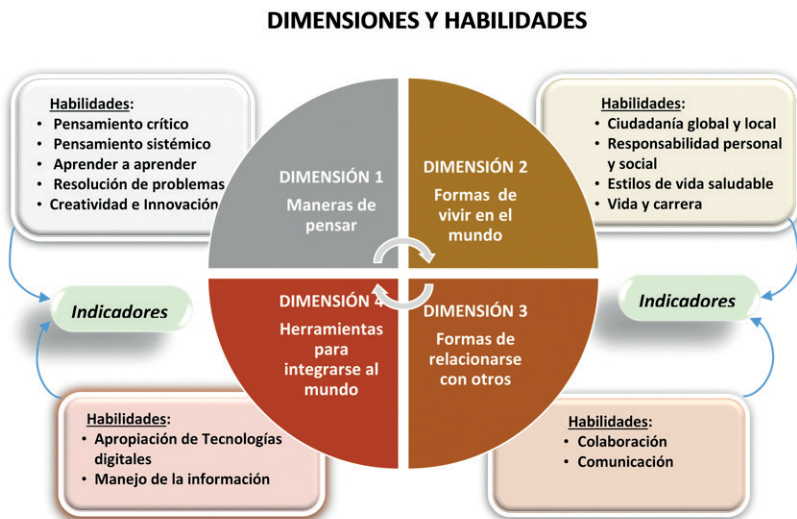 DIMENSIONES Y HABILIDADES
Habilidades:
• Pensamiento crítico
• Pensamiento sistémico
• Aprender a aprender
• Resolución de problemas
• Creatividad e Innovación
DIMENSIÓN 1
Maneras de
pensar
DIMENSIÓN 2
Formas de
vivir en el
mundo
Habilidades:
• Ciudadanía global y local
• Responsabilidad personal
y social
• Estilos de vida saludable
• Vida y carrera
Indicadores
DIMENSIÓN 4
Herramientas
para
integrarse al
mundo
DIMENSIÓN 3
Formas de
relacionarse
con otros
Indicadores
Habilidades:
• Apropiación de Tecnologías
digitales
• Manejo de la información
Habilidades:
• Colaboración
• Comunicación